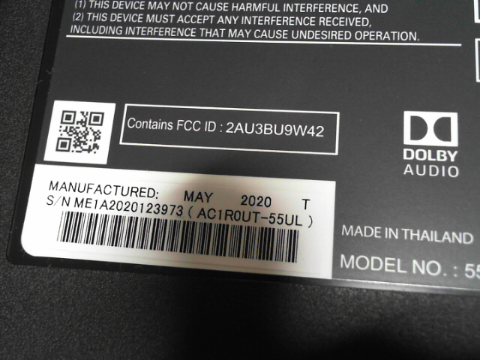 (1) THIS DEVICE MAY NOT CAUSE HARMFUL INTERFERENCE, AND
(2) THIS DEVICE MUST ACCEPT ANY INTERFERENCE RECEIVED,
INCLUDING INTERFERENCE THAT MAY CAUSE UNDESIRED OPERATION.
Contains FCC ID : 2AU3BU9W42
DOLBY
AUDIO
MANUFACTURED: MAY 2020 T
S/N ME1A2020123973 ( AC1R0UT-55UL )
MADE IN THAILAND
MODEL NO. : 55